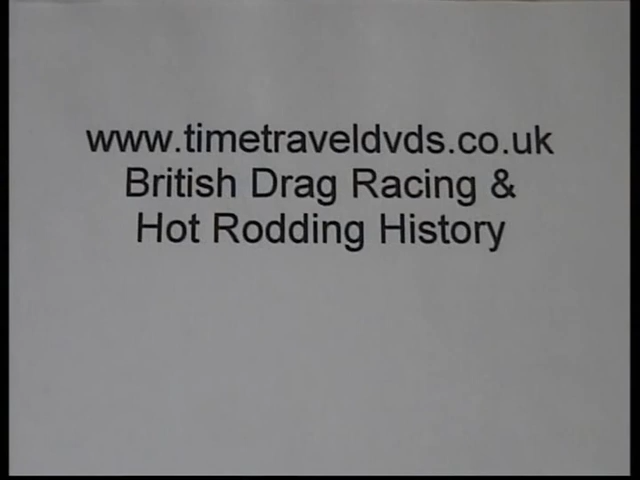 www.timetraveldvds.co.uk
British Drag Racing &
Hot Rodding History